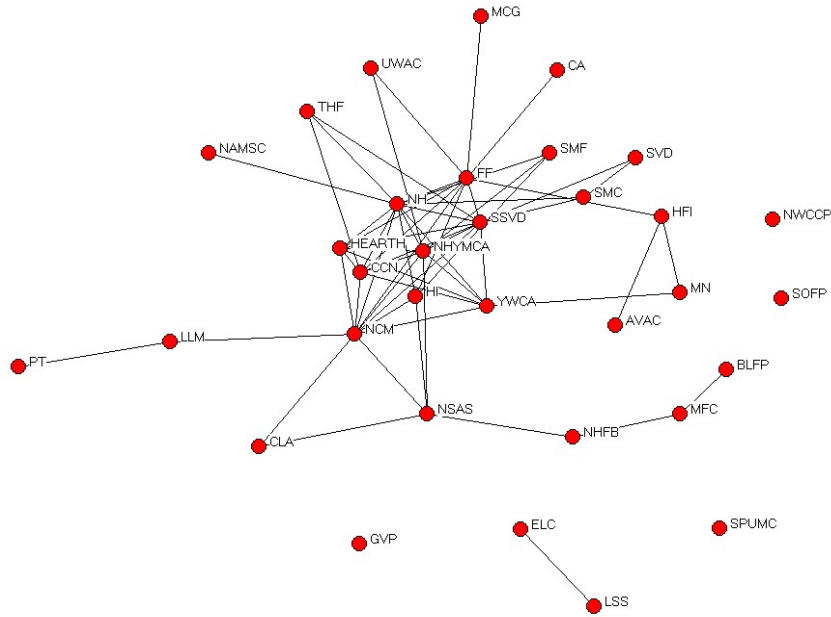 MCG
UWAC
CA
THF
NAMSC
SMF
SVD
FF
SMC
NH
HFI
SSVD
NWCCP
HEARTH
NHYMCA
CCN
HI
MN
SOFP
YWCA
AVAC
NCM
LLM
PT
BLFP
NSAS
MFC
NHFB
CLA
ELC
SPUMC
GVP
LSS